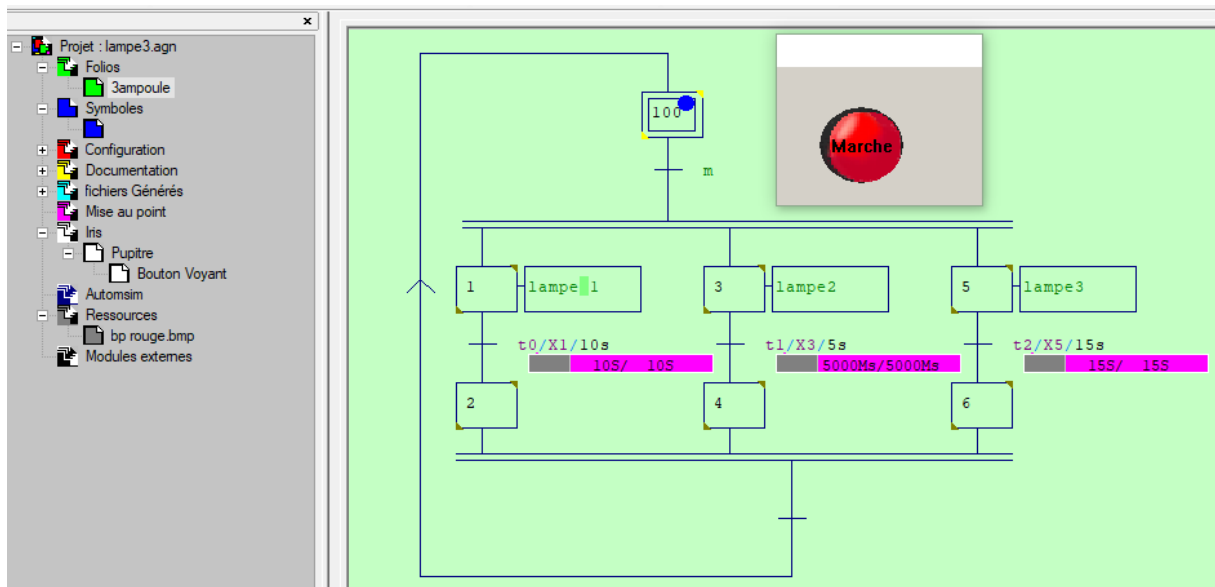 Projet : lampe3.agn
Folios
3ampoule
Symboles
Configuration
Documentation
fichiers Générés
Mise au point
Iris
Pupitre
Bouton Voyant
Automsim
Ressources
bp rouge.bmp
Modules externes
100
m
Marche
1 lampe 1
3 lampe2
5 lampe3
t0/X1/10s
t1/X3/5s
t2/X5/15s
10S/ 10S
5000Ms/5000Ms
15S/ 15S
2
4
6